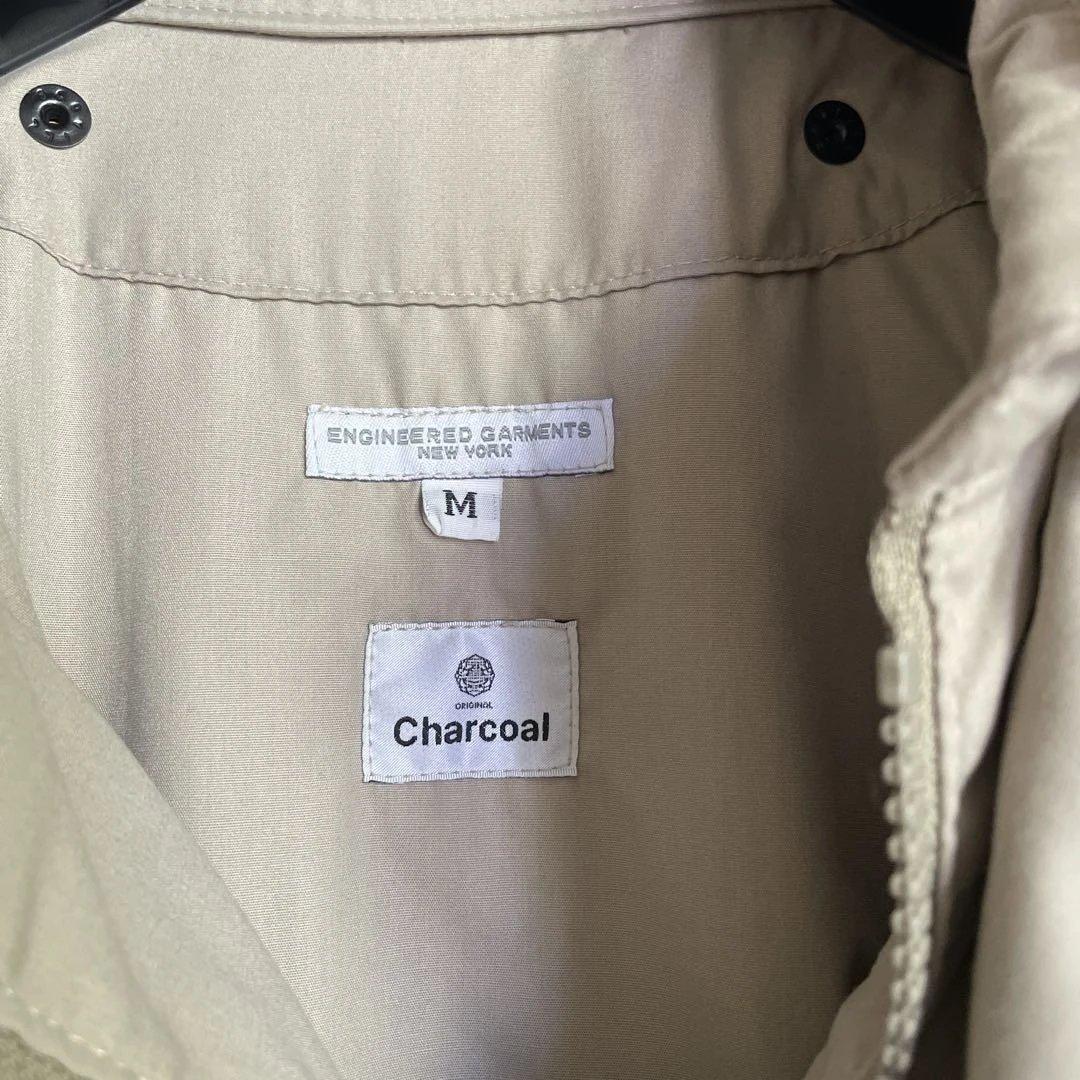 ENGINEERED GARMENTS
NEW YORK
M
ORIGINAL
Charcoal